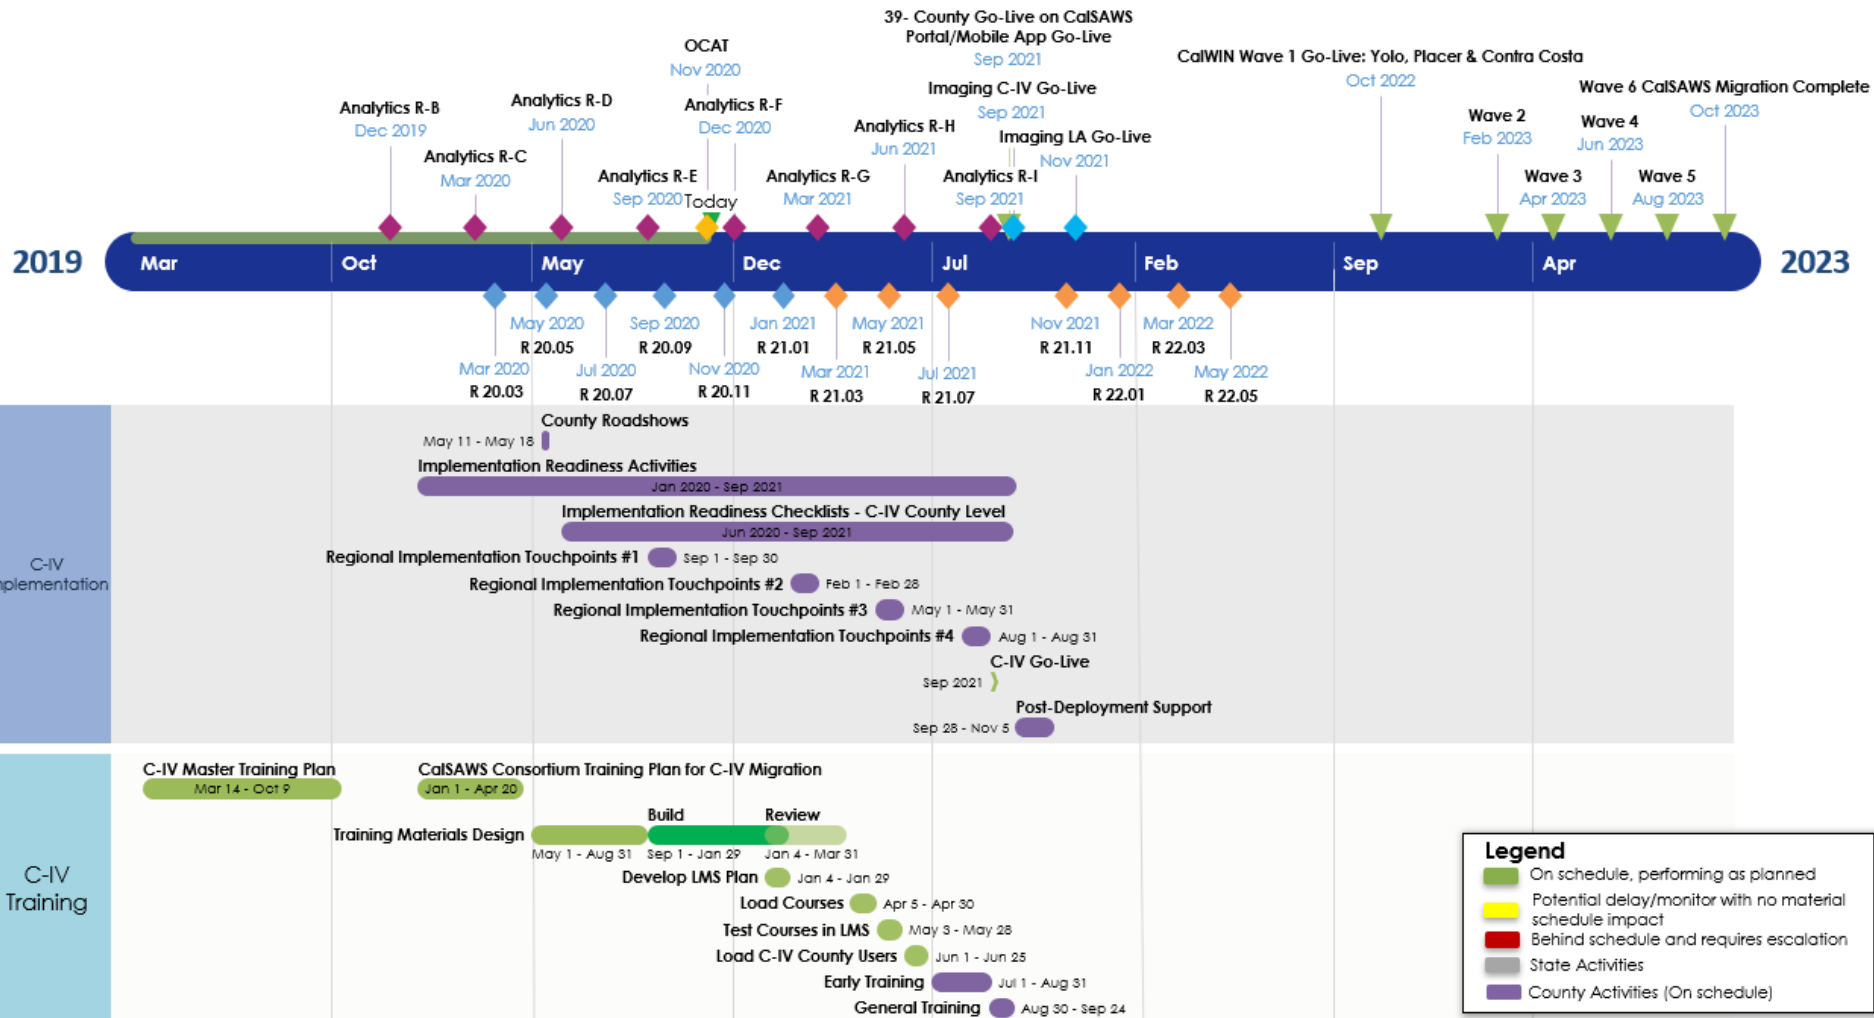 39- County Go-Live on CalSAWS
Portal/Mobile App Go-Live
Sep 2021
OCAT
Nov 2020
CalWIN Wave 1 Go-Live: Yolo, Placer & Contra Costa
Oct 2022
Imaging C-IV Go-Live
Sep 2021
Wave 6 CalSAWS Migration Complete
Oct 2023
Analytics R-B
Dec 2019
Analytics R-D
Jun 2020
Analytics R-F
Dec 2020
Analytics R-H
Jun 2021
Imaging LA Go-Live
Nov 2021
Wave 2
Feb 2023
Wave 4
Jun 2023
Analytics R-C
Mar 2020
Analytics R-E
Sep 2020
Today
Analytics R-G
Mar 2021
Analytics R-I
Sep 2021
Wave 3
Apr 2023
Wave 5
Aug 2023
2019
Mar
Oct
May
Dec
Jul
Feb
Sep
Apr
2023
May 2020
R 20.05
Sep 2020
R 20.09
Jan 2021
R 21.01
May 2021
R 21.05
Nov 2021
R 21.11
Mar 2022
R 22.03
Mar 2020
R 20.03
Jul 2020
R 20.07
Nov 2020
R 20.11
Mar 2021
R 21.03
Jul 2021
R 21.07
Jan 2022
R 22.01
May 2022
R 22.05
C-IV
mplementation
County Roadshows
May 11 - May 18
Implementation Readiness Activities
Jan 2020 - Sep 2021
Implementation Readiness Checklists - C-IV County Level
Jun 2020 - Sep 2021
Regional Implementation Touchpoints #1
Sep 1 - Sep 30
Regional Implementation Touchpoints #2
Feb 1 - Feb 28
Regional Implementation Touchpoints #3
May 1 - May 31
Regional Implementation Touchpoints #4
Aug 1 - Aug 31
C-IV Go-Live
Sep 2021
Post-Deployment Support
Sep 28 - Nov 5
C-IV
Training
C-IV Master Training Plan
Mar 14 - Oct 9
CalSAWS Consortium Training Plan for C-IV Migration
Jan 1 - Apr 20
Build
Review
Training Materials Design
May 1 - Aug 31
Sep 1 - Jan 29
Jan 4 - Mar 31
Develop LMS Plan
Jan 4 - Jan 29
Load Courses
Apr 5 - Apr 30
Test Courses in LMS
May 3 - May 28
Load C-IV County Users
Jun 1 - Jun 25
Early Training
Jul 1 - Aug 31
General Training
Aug 30 - Sep 24
Legend
On schedule, performing as planned
Potential delay/monitor with no material
schedule impact
Behind schedule and requires escalation
State Activities
County Activities (On schedule)